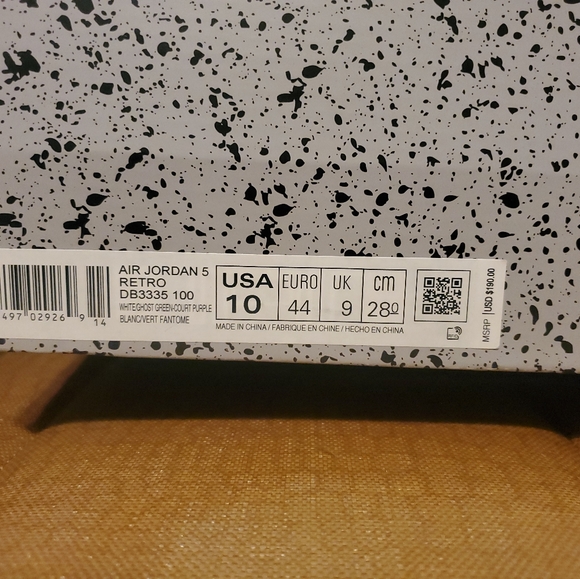 AIR JORDAN 5
RETRO
DB3335 100
WHITE/GHOST GREEN-COURT PURPLE
BLANC/VERT FANTOME
497 02926 9 14
USA EURO UK cm
10 44 9 280
MADE IN CHINA / FABRIQUE EN CHINE / HECHO EN CHINA
MSRP USD $190.00